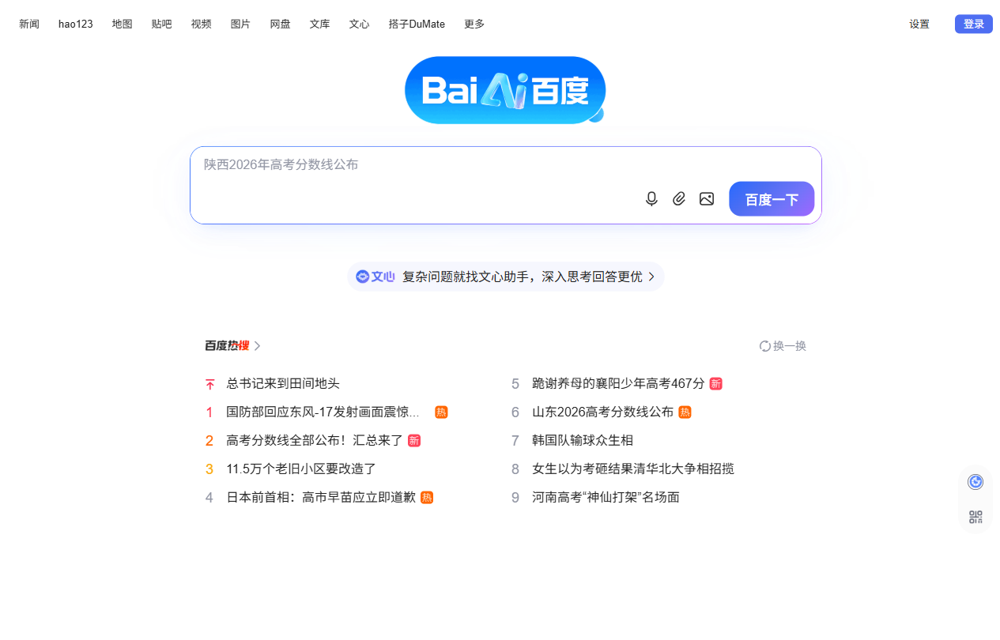 新闻 hao123 地图 贴吧 视频 图片 网盘 文库 文心 搭子DuMate 更多 设置 登录
Bai Ai 百度
陕西2026年高考分数线公布
百度一下
文心 复杂问题就找文心助手，深入思考回答更优
百度热搜 换一换
总书记来到田间地头
1 国防部回应东风-17发射画面震惊... 热
2 高考分数线全部公布！汇总来了 新
3 11.5万个老旧小区要改造了
4 日本前首相：高市早苗应立即道歉 热
5 跪谢养母的襄阳少年高考467分 新
6 山东2026高考分数线公布 热
7 韩国队输球众生相
8 女生以为考砸结果清华北大争相招揽
9 河南高考“神仙打架”名场面